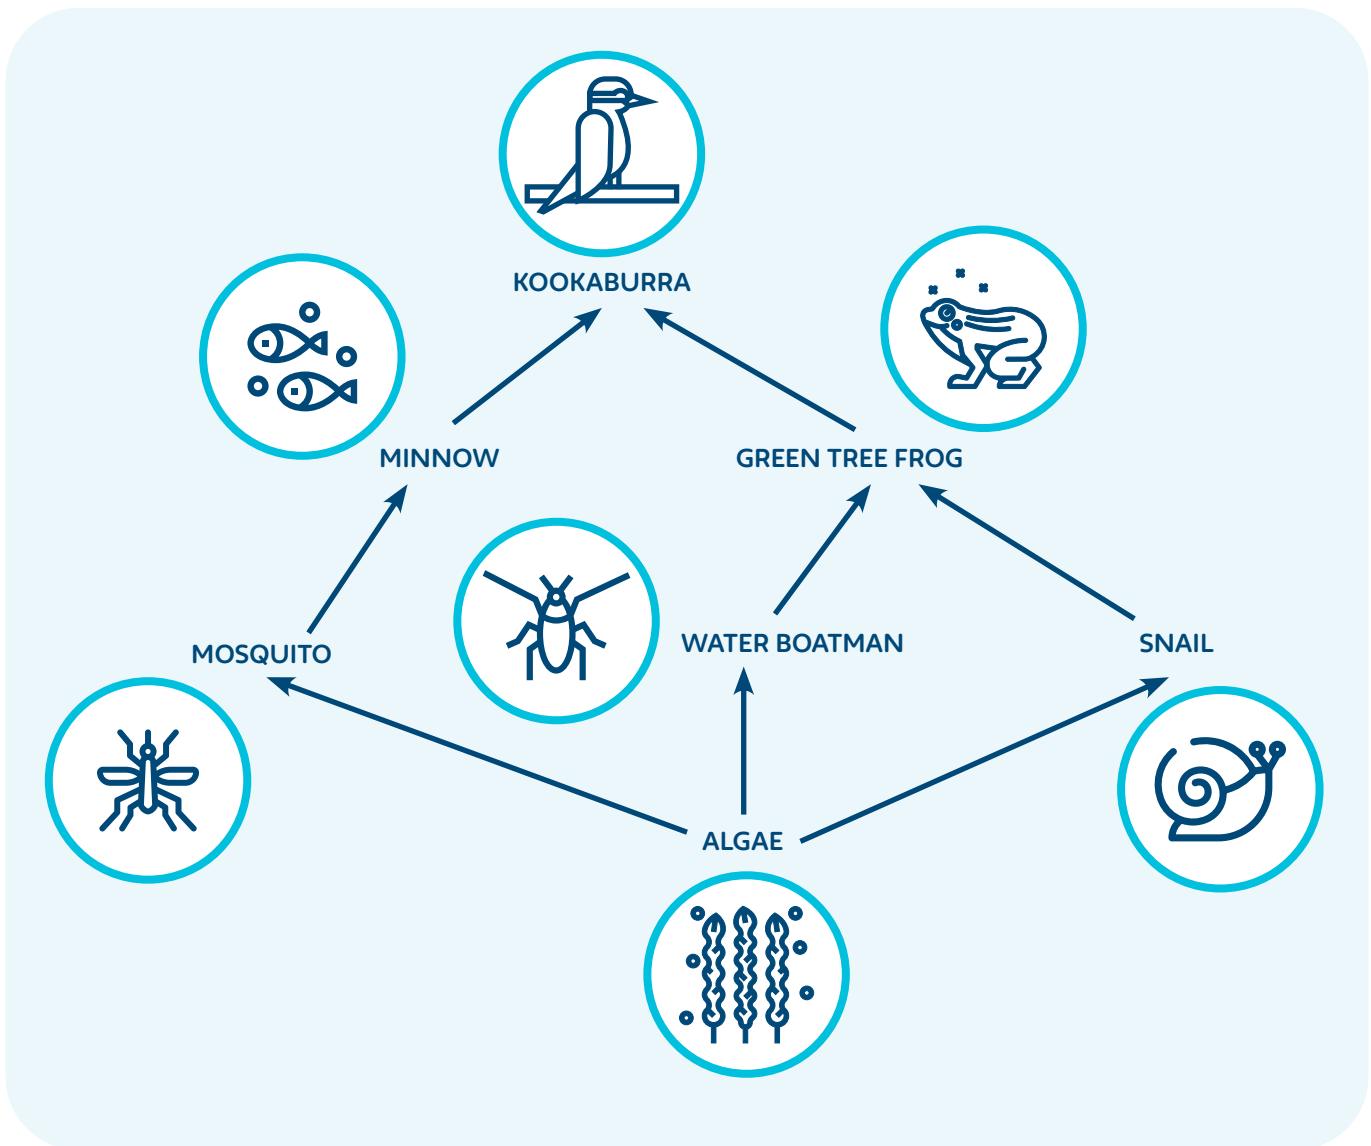 KOOKABURRA
MINNOW
GREEN TREE FROG
MOSQUITO
WATER BOATMAN
SNAIL
ALGAE